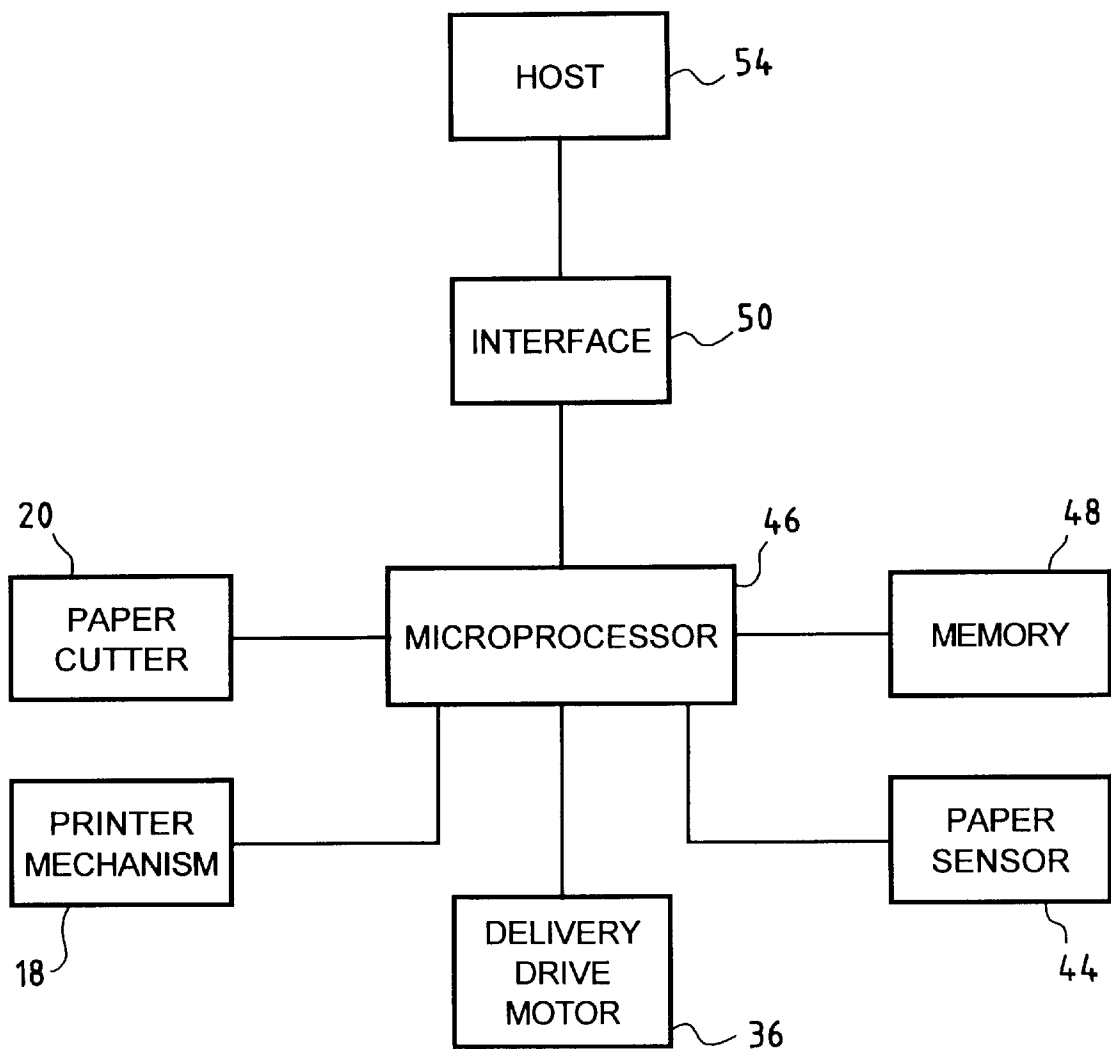 HOST
54
INTERFACE
50
20
46
48
PAPER
CUTTER
MICROPROCESSOR
MEMORY
PRINTER
MECHANISM
PAPER
SENSOR
DELIVERY
DRIVE
MOTOR
18
36
44